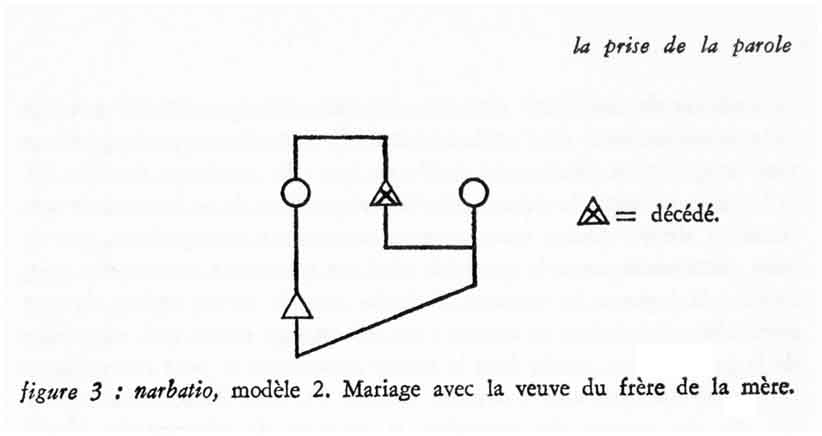 la prise de la parole
= décédé.
figure 3 : narbatio, modèle 2. Mariage avec la veuve du frère de la mère.